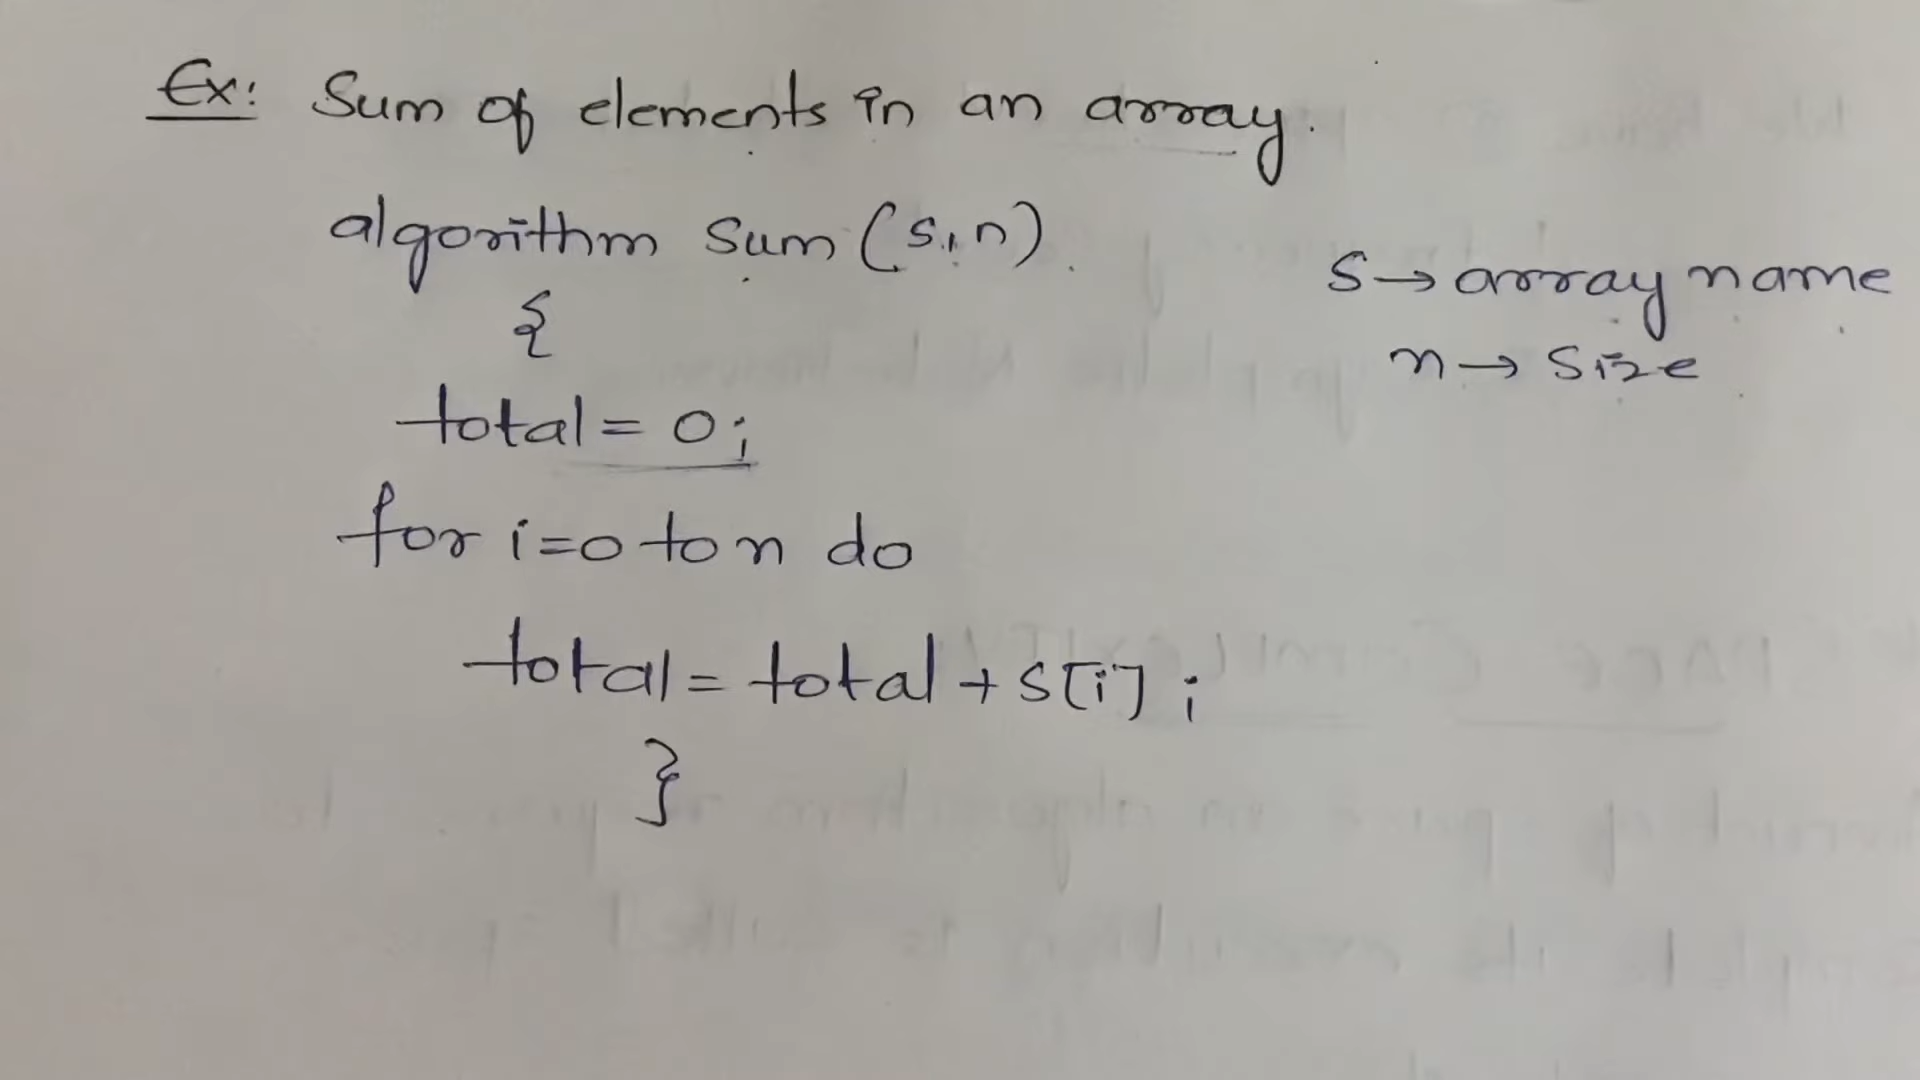 Ex: Sum of elements in an array.
algorithm sum (s,n).
{
s→ array name
n→ size
total = 0;
for i=0 to n do
total = total + s[i];
}